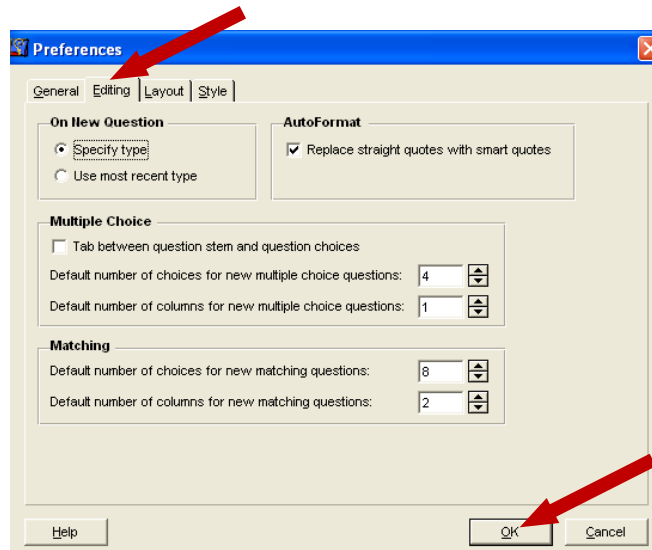 Preferences
General Editing Layout Style
On New Question
Specify type
Use most recent type
AutoFormat
Replace straight quotes with smart quotes
Multiple Choice
Tab between question stem and question choices
Default number of choices for new multiple choice questions: 4
Default number of columns for new multiple choice questions: 1
Matching
Default number of choices for new matching questions: 8
Default number of columns for new matching questions: 2
Help OK Cancel